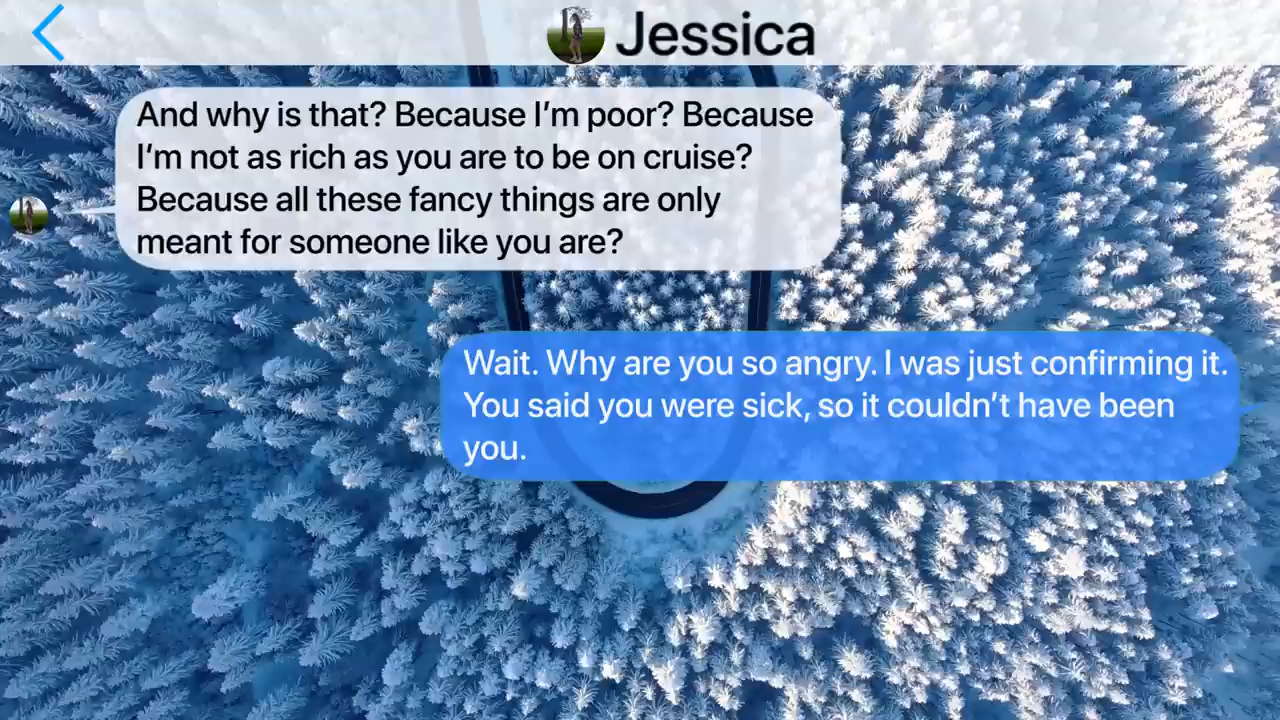 Jessica
And why is that? Because I’m poor? Because
I’m not as rich as you are to be on cruise?
Because all these fancy things are only
meant for someone like you are?
Wait. Why are you so angry. I was just confirming it.
You said you were sick, so it couldn’t have been
you.